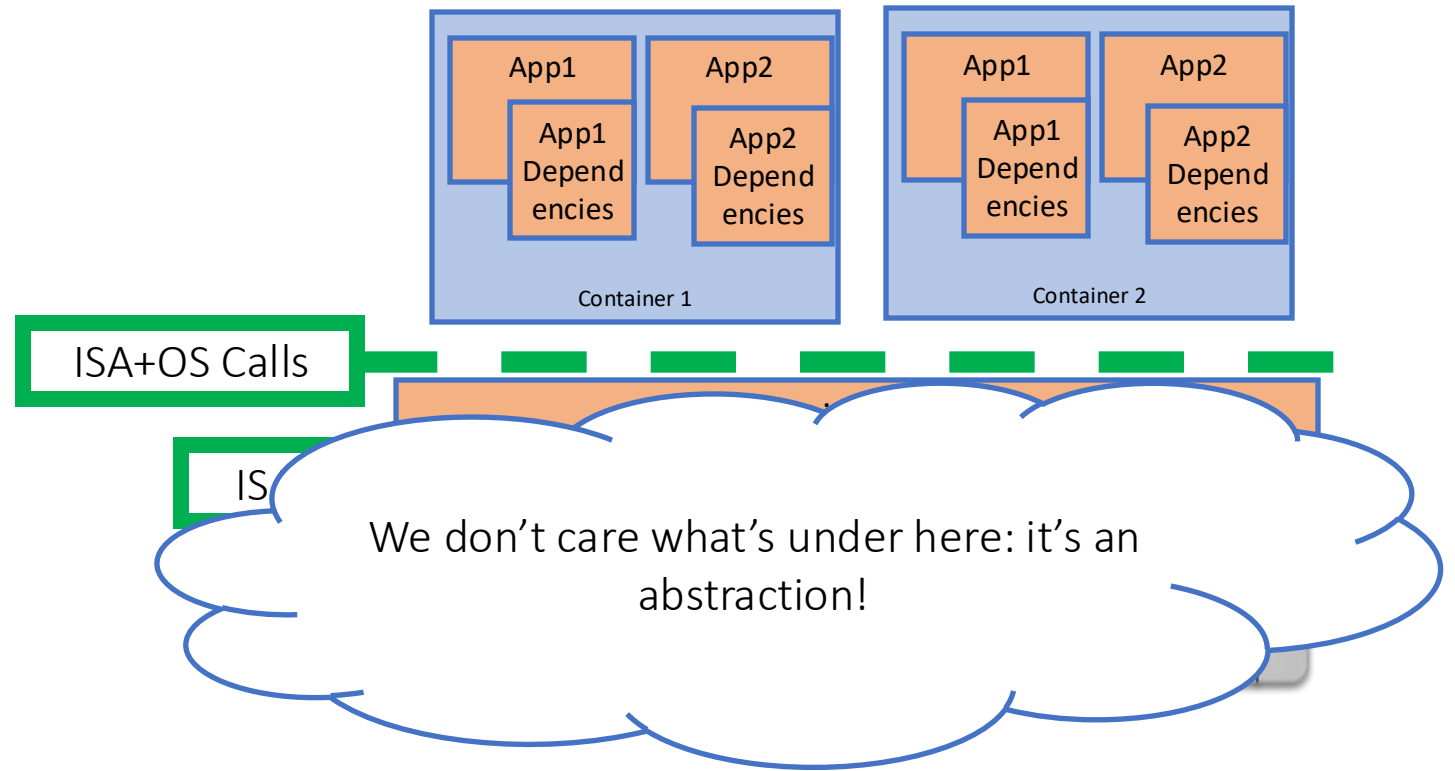 App1
App2
App1
Depend
encies
App2
Depend
encies
Container 1
App1
App2
App1
Depend
encies
App2
Depend
encies
Container 2
ISA+OS Calls
IS
We don’t care what’s under here: it’s an
abstraction!